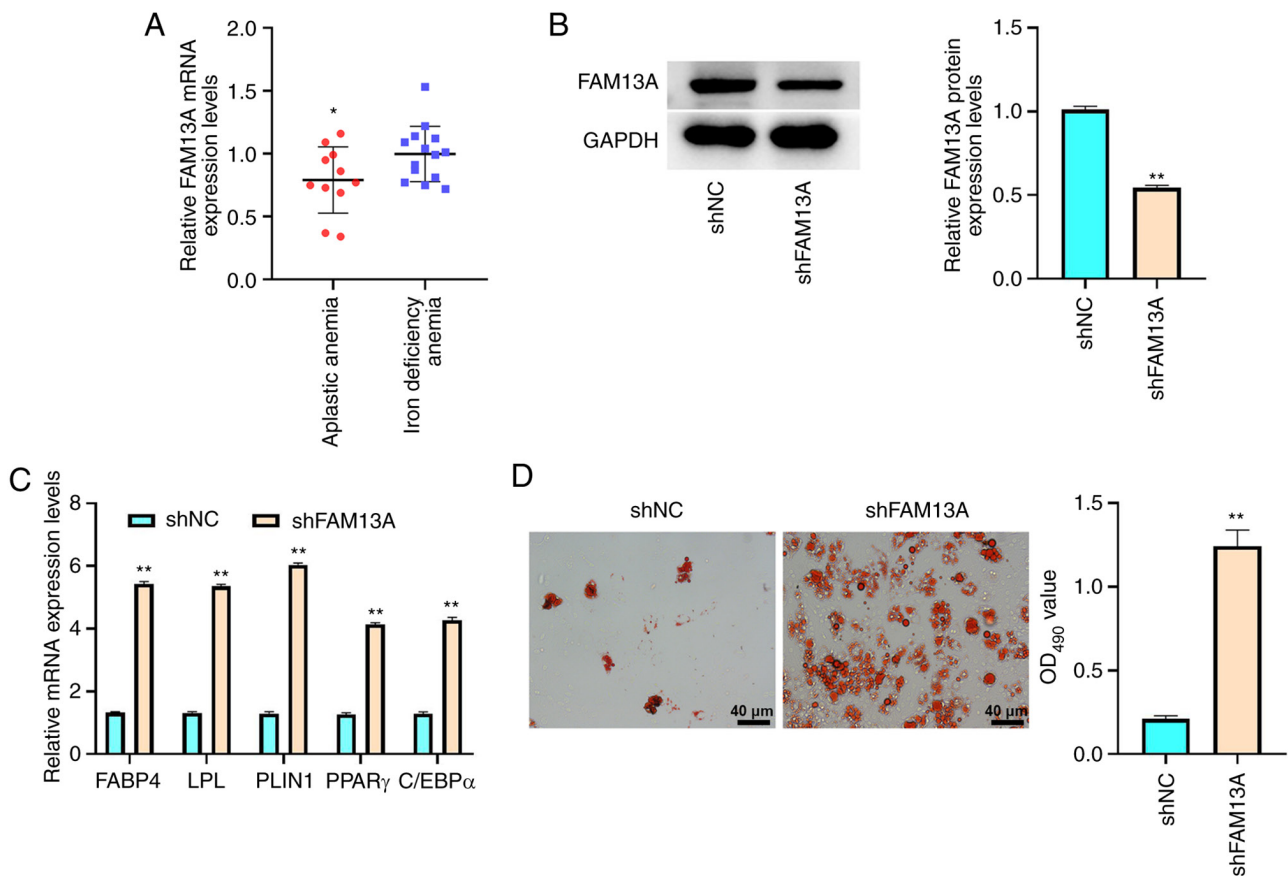 A
Relative FAM13A mRNA
expression levels
2.0
1.5
1.0
0.5
0.0
*
Aplastic anemia
Iron deficiency
anemia
B
FAM13A
GAPDH
shNC
shFAM13A
Relative FAM13A protein
expression levels
1.5
1.0
0.5
0.0
**
shNC
shFAM13A
C
Relative mRNA expression levels
8
6
4
2
0
shNC
shFAM13A
**
**
**
**
**
FABP4
LPL
PLIN1
PPARγ
C/EBPα
D
shNC
shFAM13A
40 µm
40 µm
OD490 value
1.5
1.0
0.5
0.0
**
shNC
shFAM13A